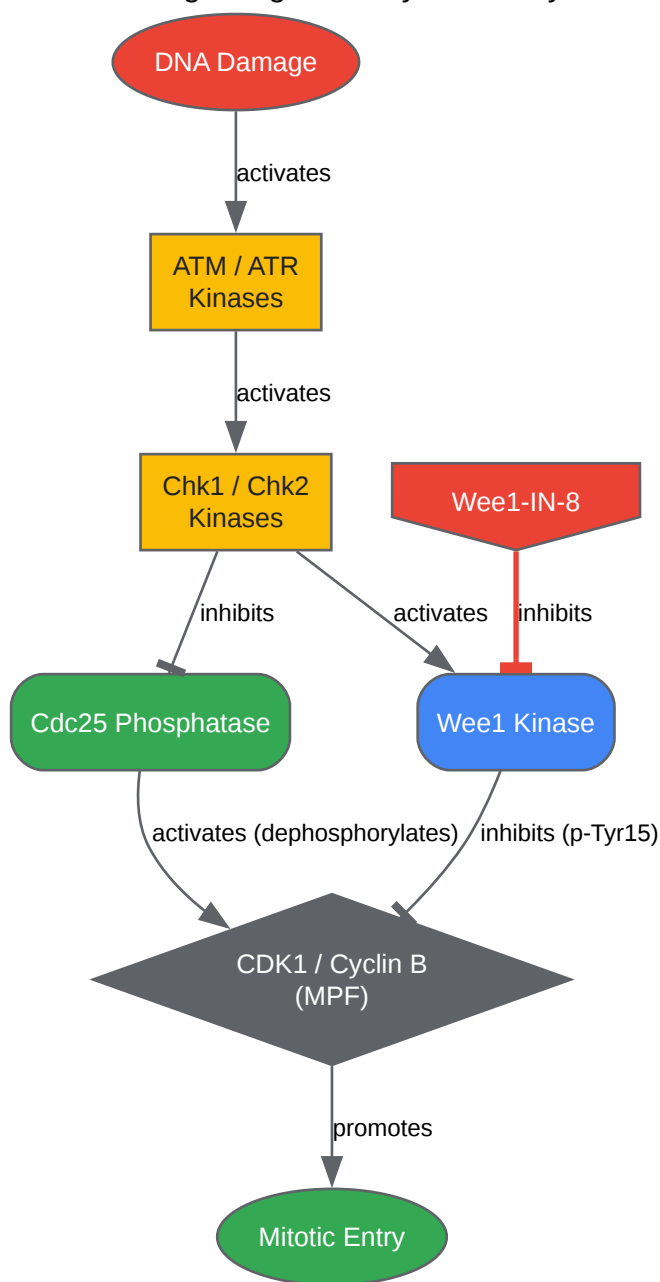 DNA Damage
activates
ATM / ATR
Kinases
activates
Chk1 / Chk2
Kinases
Wee1-IN-8
inhibits
activates
inhibits
Cdc25 Phosphatase
Wee1 Kinase
activates (dephosphorylates)
inhibits (p-Tyr15)
CDK1 / Cyclin B
(MPF)
promotes
Mitotic Entry